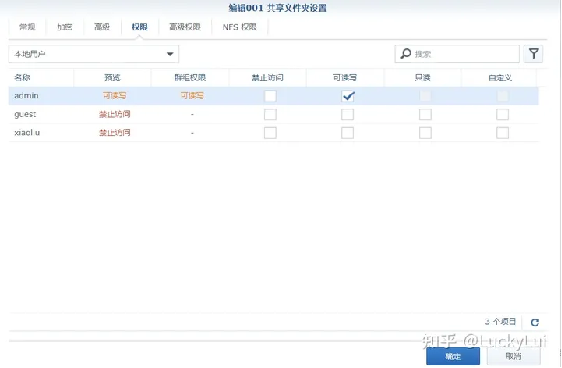 编辑001 共享文件夹设置
常规 加密 高级 权限 高级权限 NFS 权限
本地用户 搜索
名称 预览 群组权限 禁止访问 可读写 只读 自定义
admin 可读写 可读写
guest 禁止访问 -
xiaoliu 禁止访问 -
3 个项目
知乎 @LuckyLui
确定 取消